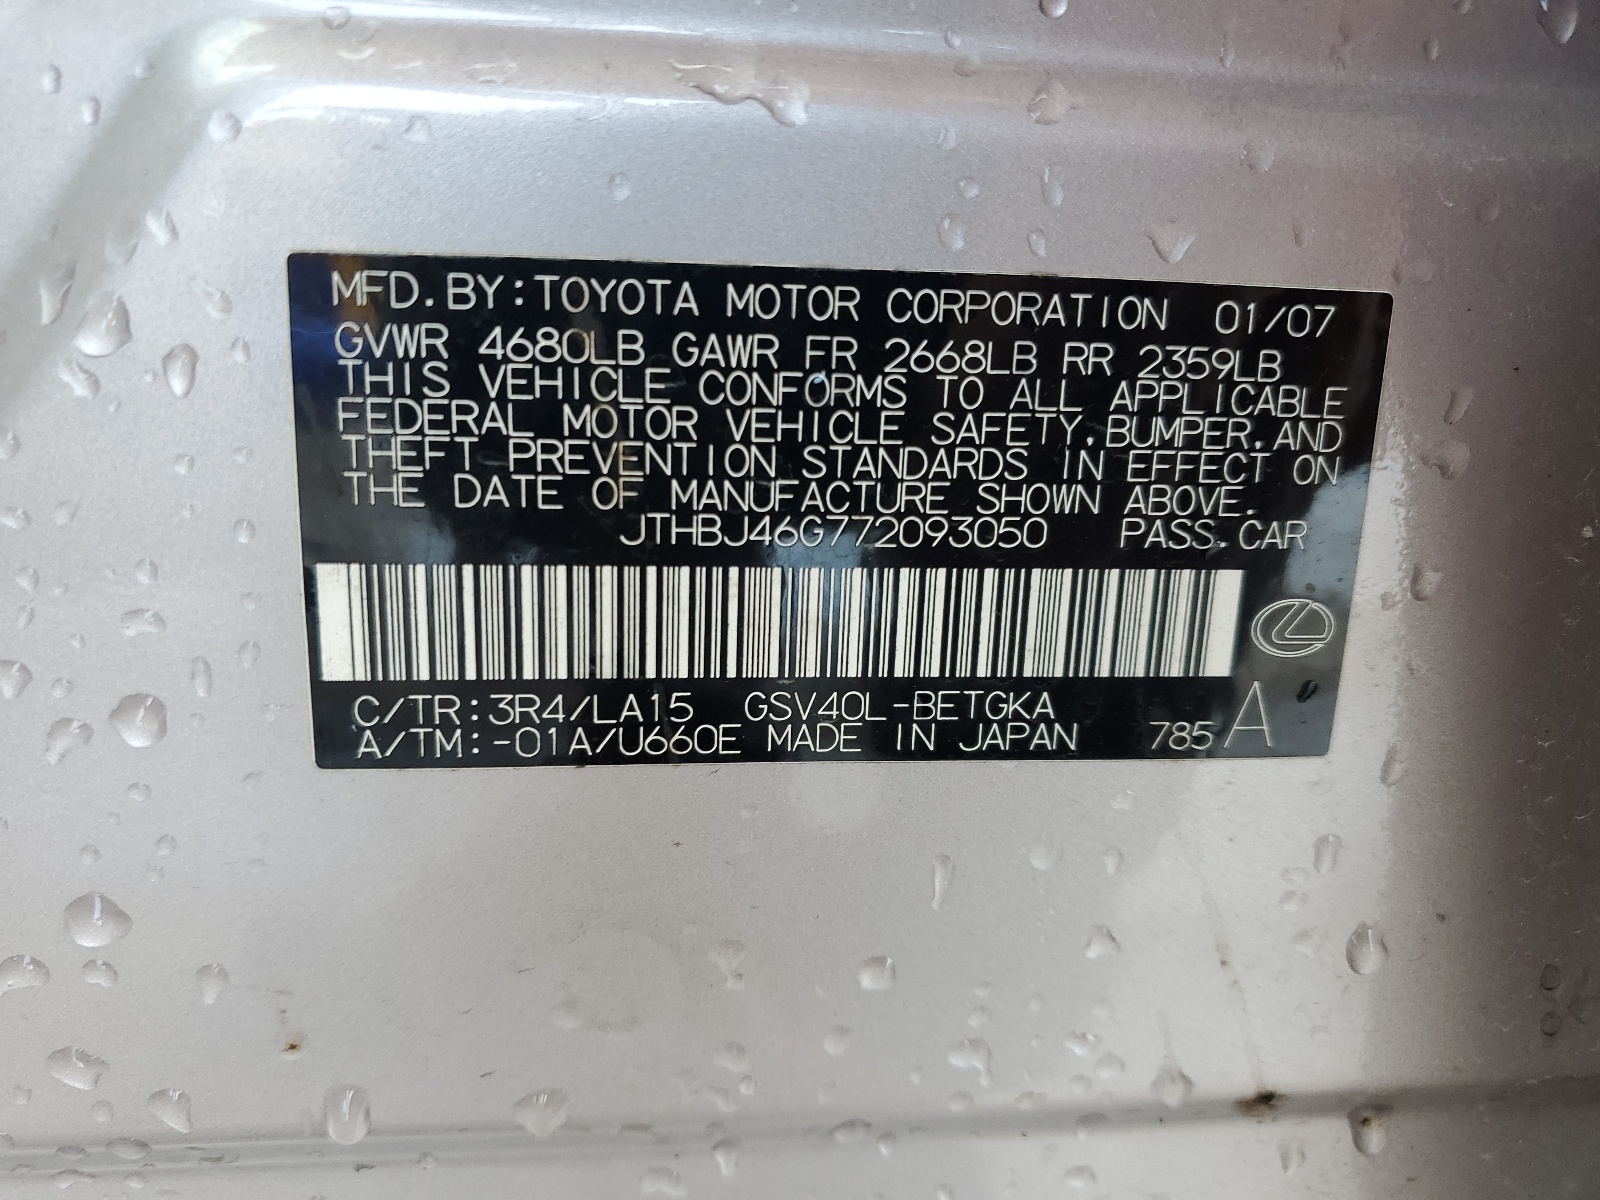 MFD. BY: TOYOTA MOTOR CORPORATION 01/07
GVWR 4680LB GAWR FR 2668LB RR 2359LB
THIS VEHICLE CONFORMS TO ALL APPLICABLE
FEDERAL MOTOR VEHICLE SAFETY, BUMPER, AND
THEFT PREVENTION STANDARDS IN EFFECT ON
THE DATE OF MANUFACTURE SHOWN ABOVE.
JTHBJ46G772093050 PASS. CAR
C/TR: 3R4/LA15 GSV40L-BETGKA
A/TM: -01A/U660E MADE IN JAPAN 785 A